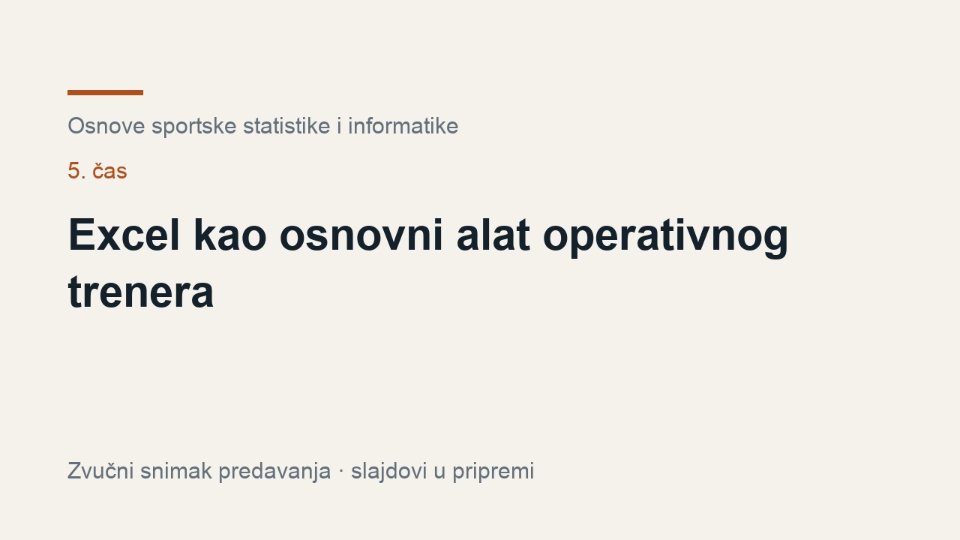 Osnove sportske statistike i informatike
5. čas
Excel kao osnovni alat operativnog
trenera
Zvučni snimak predavanja · slajdovi u pripremi